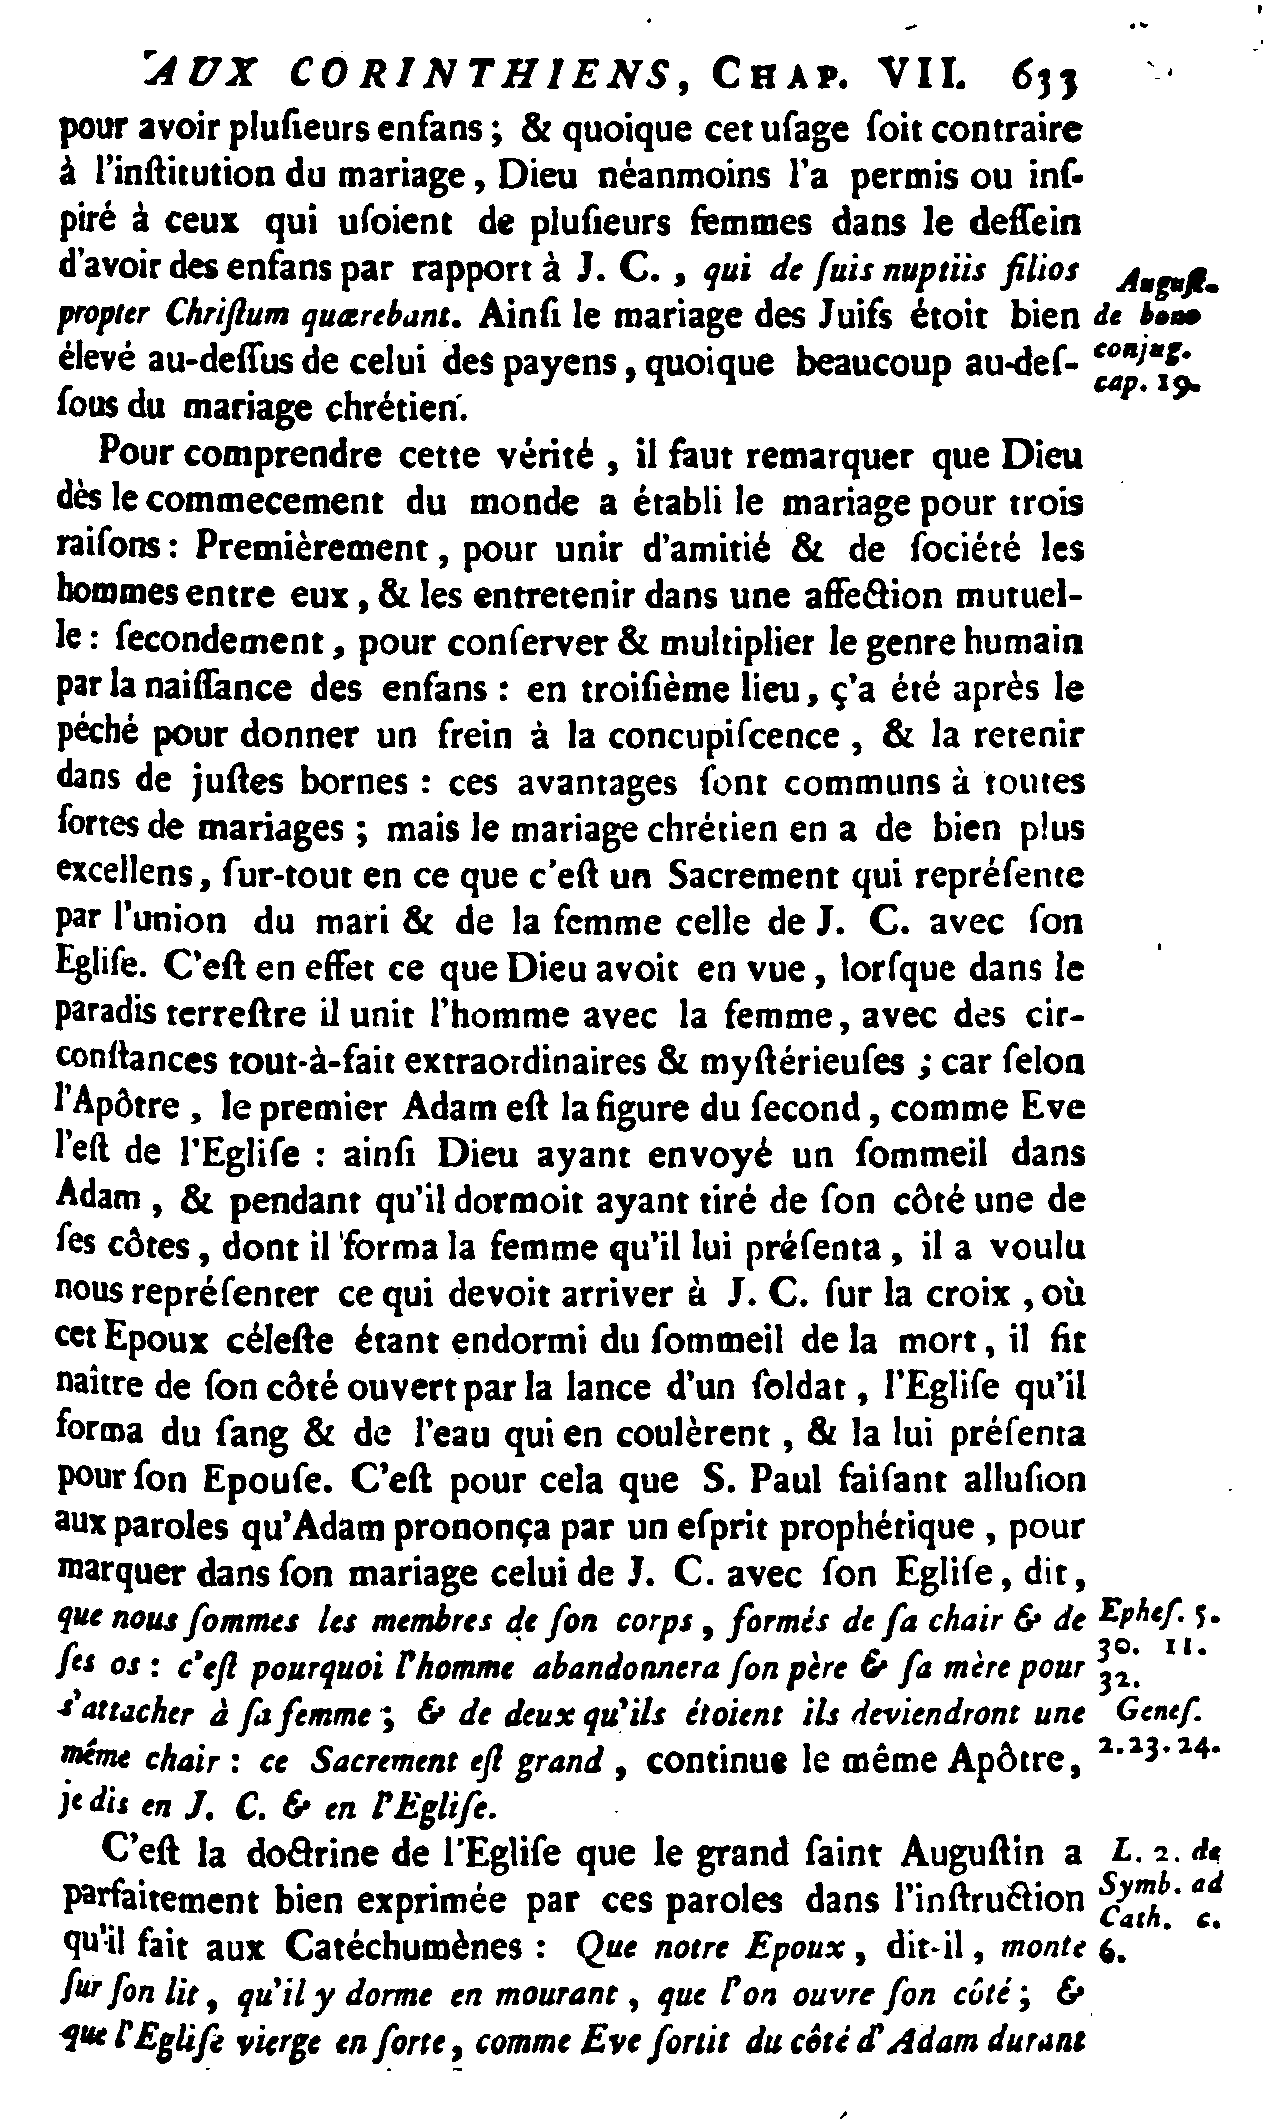 AUX CORINTHIENS, CHAP. VII. 633
pour avoir pluſieurs enfans ; & quoique cet uſage ſoit contraire
à l'inſtitution du mariage, Dieu néanmoins l'a permis ou inſ-
piré à ceux qui uſoient de pluſieurs femmes dans le deſſein
d'avoir des enfans par rapport à J. C., qui de ſuis nuptiis filios
propter Chriſtum quærebant. Ainſi le mariage des Juifs étoit bien
élevé au-deſſus de celui des payens, quoique beaucoup au-deſ-
ſous du mariage chrétien.
Auguſt.
de bono
conjug.
cap. 19.
Pour comprendre cette vérité, il faut remarquer que Dieu
dès le commecement du monde a établi le mariage pour trois
raiſons : Premièrement, pour unir d'amitié & de ſociété les
hommes entre eux, & les entretenir dans une affection mutuel-
le : ſecondement, pour conſerver & multiplier le genre humain
par la naiſſance des enfans : en troiſième lieu, ç'a été après le
péché pour donner un frein à la concupiſcence, & la retenir
dans de juſtes bornes : ces avantages ſont communs à toutes
ſortes de mariages ; mais le mariage chrétien en a de bien plus
excellens, ſur-tout en ce que c'eſt un Sacrement qui repréſente
par l'union du mari & de la femme celle de J. C. avec ſon
Egliſe. C'eſt en effet ce que Dieu avoit en vue, lorſque dans le
paradis terreſtre il unit l'homme avec la femme, avec des cir-
conſtances tout-à-fait extraordinaires & myſtérieuſes ; car ſelon
l'Apôtre, le premier Adam eſt la figure du ſecond, comme Eve
l'eſt de l'Egliſe : ainſi Dieu ayant envoyé un ſommeil dans
Adam, & pendant qu'il dormoit ayant tiré de ſon côté une de
ſes côtes, dont il forma la femme qu'il lui préſenta, il a voulu
nous repréſenter ce qui devoit arriver à J. C. ſur la croix, où
cet Epoux céleſte étant endormi du ſommeil de la mort, il fit
naître de ſon côté ouvert par la lance d'un ſoldat, l'Egliſe qu'il
forma du ſang & de l'eau qui en coulèrent, & la lui préſenta
pour ſon Epouſe. C'eſt pour cela que S. Paul faiſant alluſion
aux paroles qu'Adam prononça par un eſprit prophétique, pour
marquer dans ſon mariage celui de J. C. avec ſon Egliſe, dit,
que nous ſommes les membres de ſon corps, formés de ſa chair & de
ſes os : c'eſt pourquoi l'homme abandonnera ſon père & ſa mère pour
s'attacher à ſa femme ; & de deux qu'ils étoient ils deviendront une
même chair : ce Sacrement eſt grand, continue le même Apôtre,
je dis en J. C. & en l'Egliſe.
Epheſ. 5.
30. 11.
32.
Geneſ.
2.23.24.
C'eſt la doctrine de l'Egliſe que le grand ſaint Auguſtin a
parfaitement bien exprimée par ces paroles dans l'inſtruction
qu'il fait aux Catéchumènes : Que notre Epoux, dit-il, monte
ſur ſon lit, qu'il y dorme en mourant, que l'on ouvre ſon côté ; &
que l'Egliſe vierge en ſorte, comme Eve ſortit du côté d'Adam durant
L. 2. de
Symb. ad
Cath. c.
6.